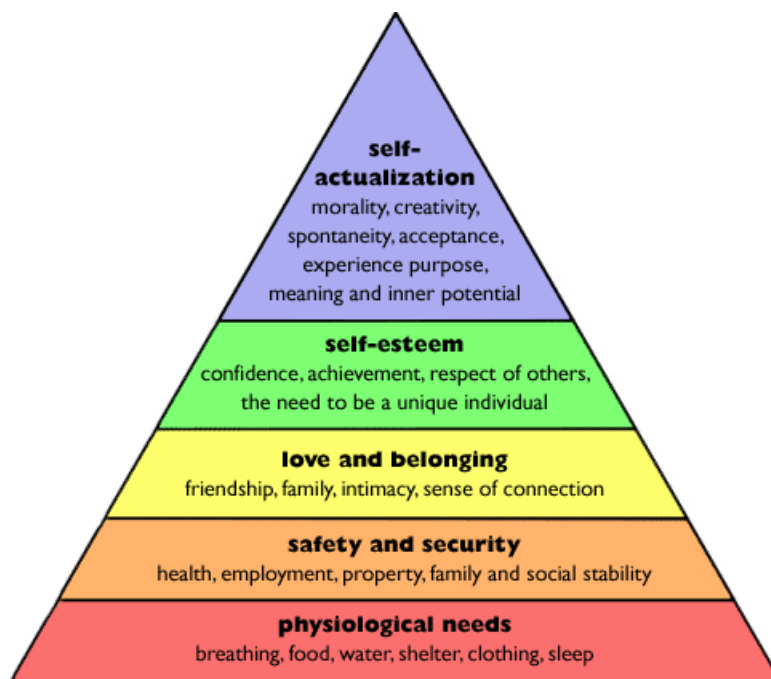 self-
actualization
morality, creativity,
spontaneity, acceptance,
experience purpose,
meaning and inner potential
self-esteem
confidence, achievement, respect of others,
the need to be a unique individual
love and belonging
friendship, family, intimacy, sense of connection
safety and security
health, employment, property, family and social stability
physiological needs
breathing, food, water, shelter, clothing, sleep